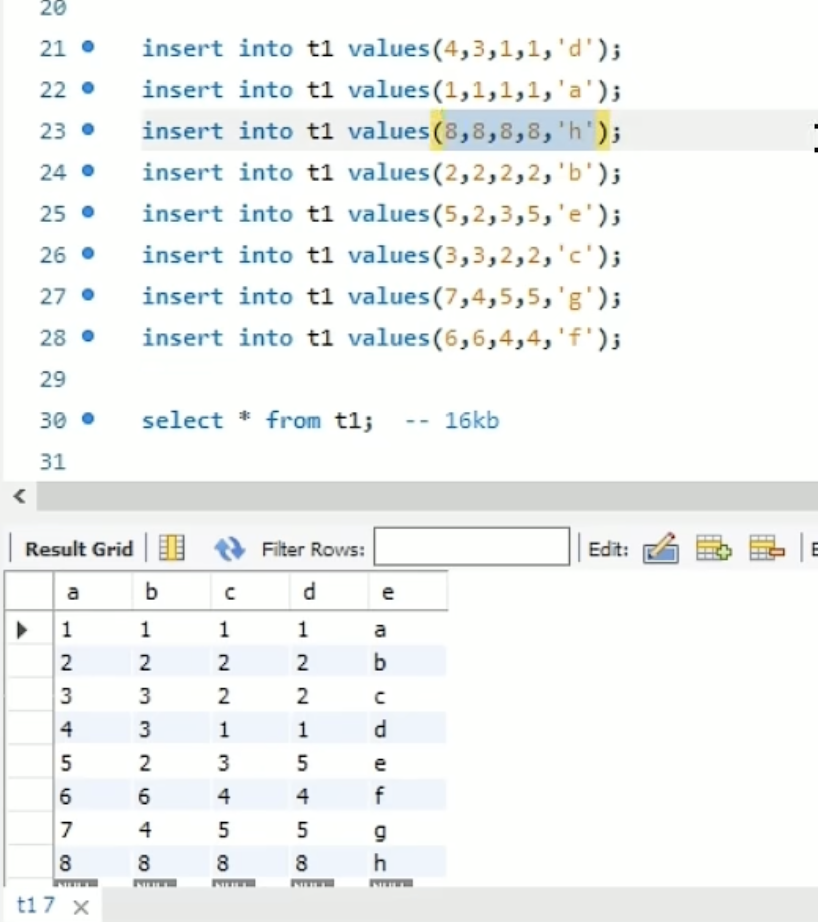 20
21 insert into t1 values(4,3,1,1,'d');
22 insert into t1 values(1,1,1,1,'a');
23 insert into t1 values(8,8,8,8,'h');
24 insert into t1 values(2,2,2,2,'b');
25 insert into t1 values(5,2,3,5,'e');
26 insert into t1 values(3,3,2,2,'c');
27 insert into t1 values(7,4,5,5,'g');
28 insert into t1 values(6,6,4,4,'f');
29
30 select * from t1; -- 16kb
31
Result Grid Filter Rows: Edit:
a b c d e
1 1 1 1 a
2 2 2 2 b
3 3 2 2 c
4 3 1 1 d
5 2 3 5 e
6 6 4 4 f
7 4 5 5 g
8 8 8 8 h
NULL NULL NULL NULL NULL
t1 7